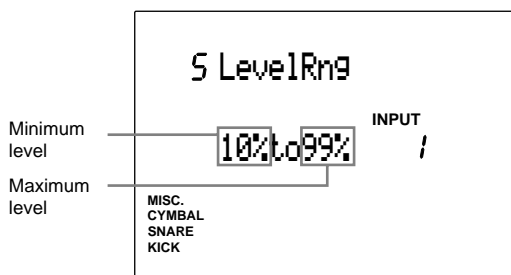 5 LevelRng
Minimum
level
10%to99%
INPUT
1
Maximum
level
MISC.
CYMBAL
SNARE
KICK